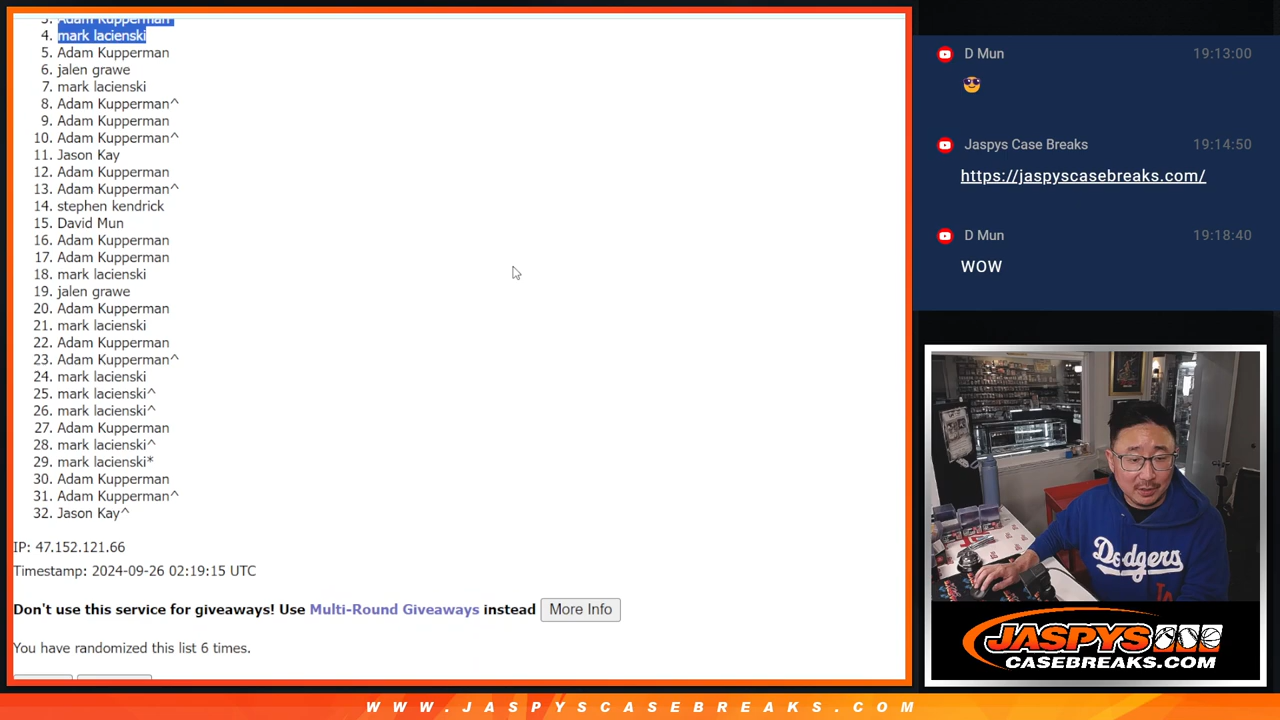 3. Adam Kupperman^
4. mark lacienski
5. Adam Kupperman
6. jalen grawe
7. mark lacienski
8. Adam Kupperman^
9. Adam Kupperman
10. Adam Kupperman^
11. Jason Kay
12. Adam Kupperman
13. Adam Kupperman^
14. stephen kendrick
15. David Mun
16. Adam Kupperman
17. Adam Kupperman
18. mark lacienski
19. jalen grawe
20. Adam Kupperman
21. mark lacienski
22. Adam Kupperman
23. Adam Kupperman^
24. mark lacienski
25. mark lacienski^
26. mark lacienski^
27. Adam Kupperman
28. mark lacienski^
29. mark lacienski*
30. Adam Kupperman
31. Adam Kupperman^
32. Jason Kay^
IP: 47.152.121.66
Timestamp: 2024-09-26 02:19:15 UTC
Don't use this service for giveaways! Use Multi-Round Giveaways instead More Info
You have randomized this list 6 times.
D Mun 19:13:00
😎
Jaspys Case Breaks 19:14:50
https://jaspyscasebreaks.com/
D Mun 19:18:40
WOW
Dodgers
JASPYS
CASEBREAKS.COM
WWW.JASPYSCASEBREAKS.COM